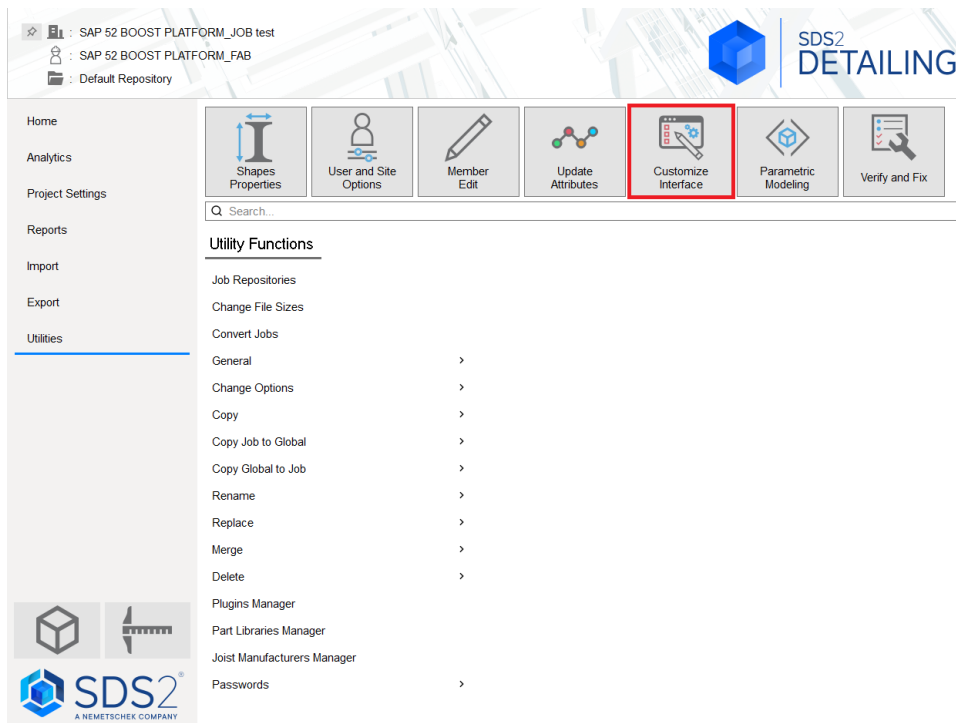 : SAP 52 BOOST PLATFORM_JOB test
: SAP 52 BOOST PLATFORM_FAB
: Default Repository
SDS2
DETAILING
Home
Analytics
Project Settings
Reports
Import
Export
Utilities
Shapes
Properties
User and Site
Options
Member
Edit
Update
Attributes
Customize
Interface
Parametric
Modeling
Verify and Fix
Search...
Utility Functions
Job Repositories
Change File Sizes
Convert Jobs
General >
Change Options >
Copy >
Copy Job to Global >
Copy Global to Job >
Rename >
Replace >
Merge >
Delete >
Plugins Manager
Part Libraries Manager
Joist Manufacturers Manager
Passwords >
SDS2®
A NEMETSCHEK COMPANY